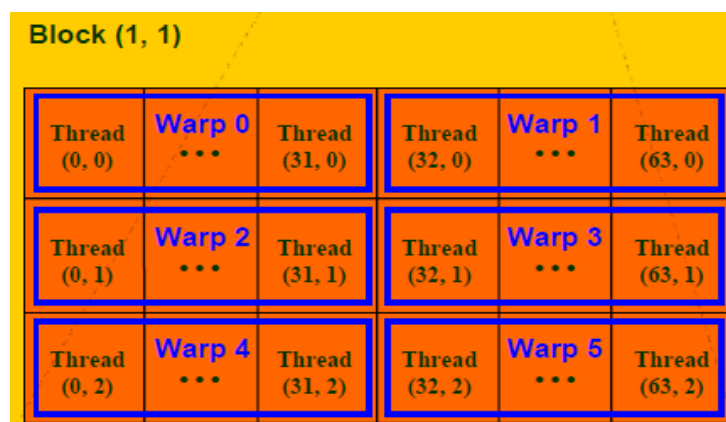 Block (1, 1)
Thread Warp 0 Thread Thread Warp 1 Thread
(0, 0) ... (31, 0) (32, 0) ... (63, 0)
Thread Warp 2 Thread Thread Warp 3 Thread
(0, 1) ... (31, 1) (32, 1) ... (63, 1)
Thread Warp 4 Thread Thread Warp 5 Thread
(0, 2) ... (31, 2) (32, 2) ... (63, 2)